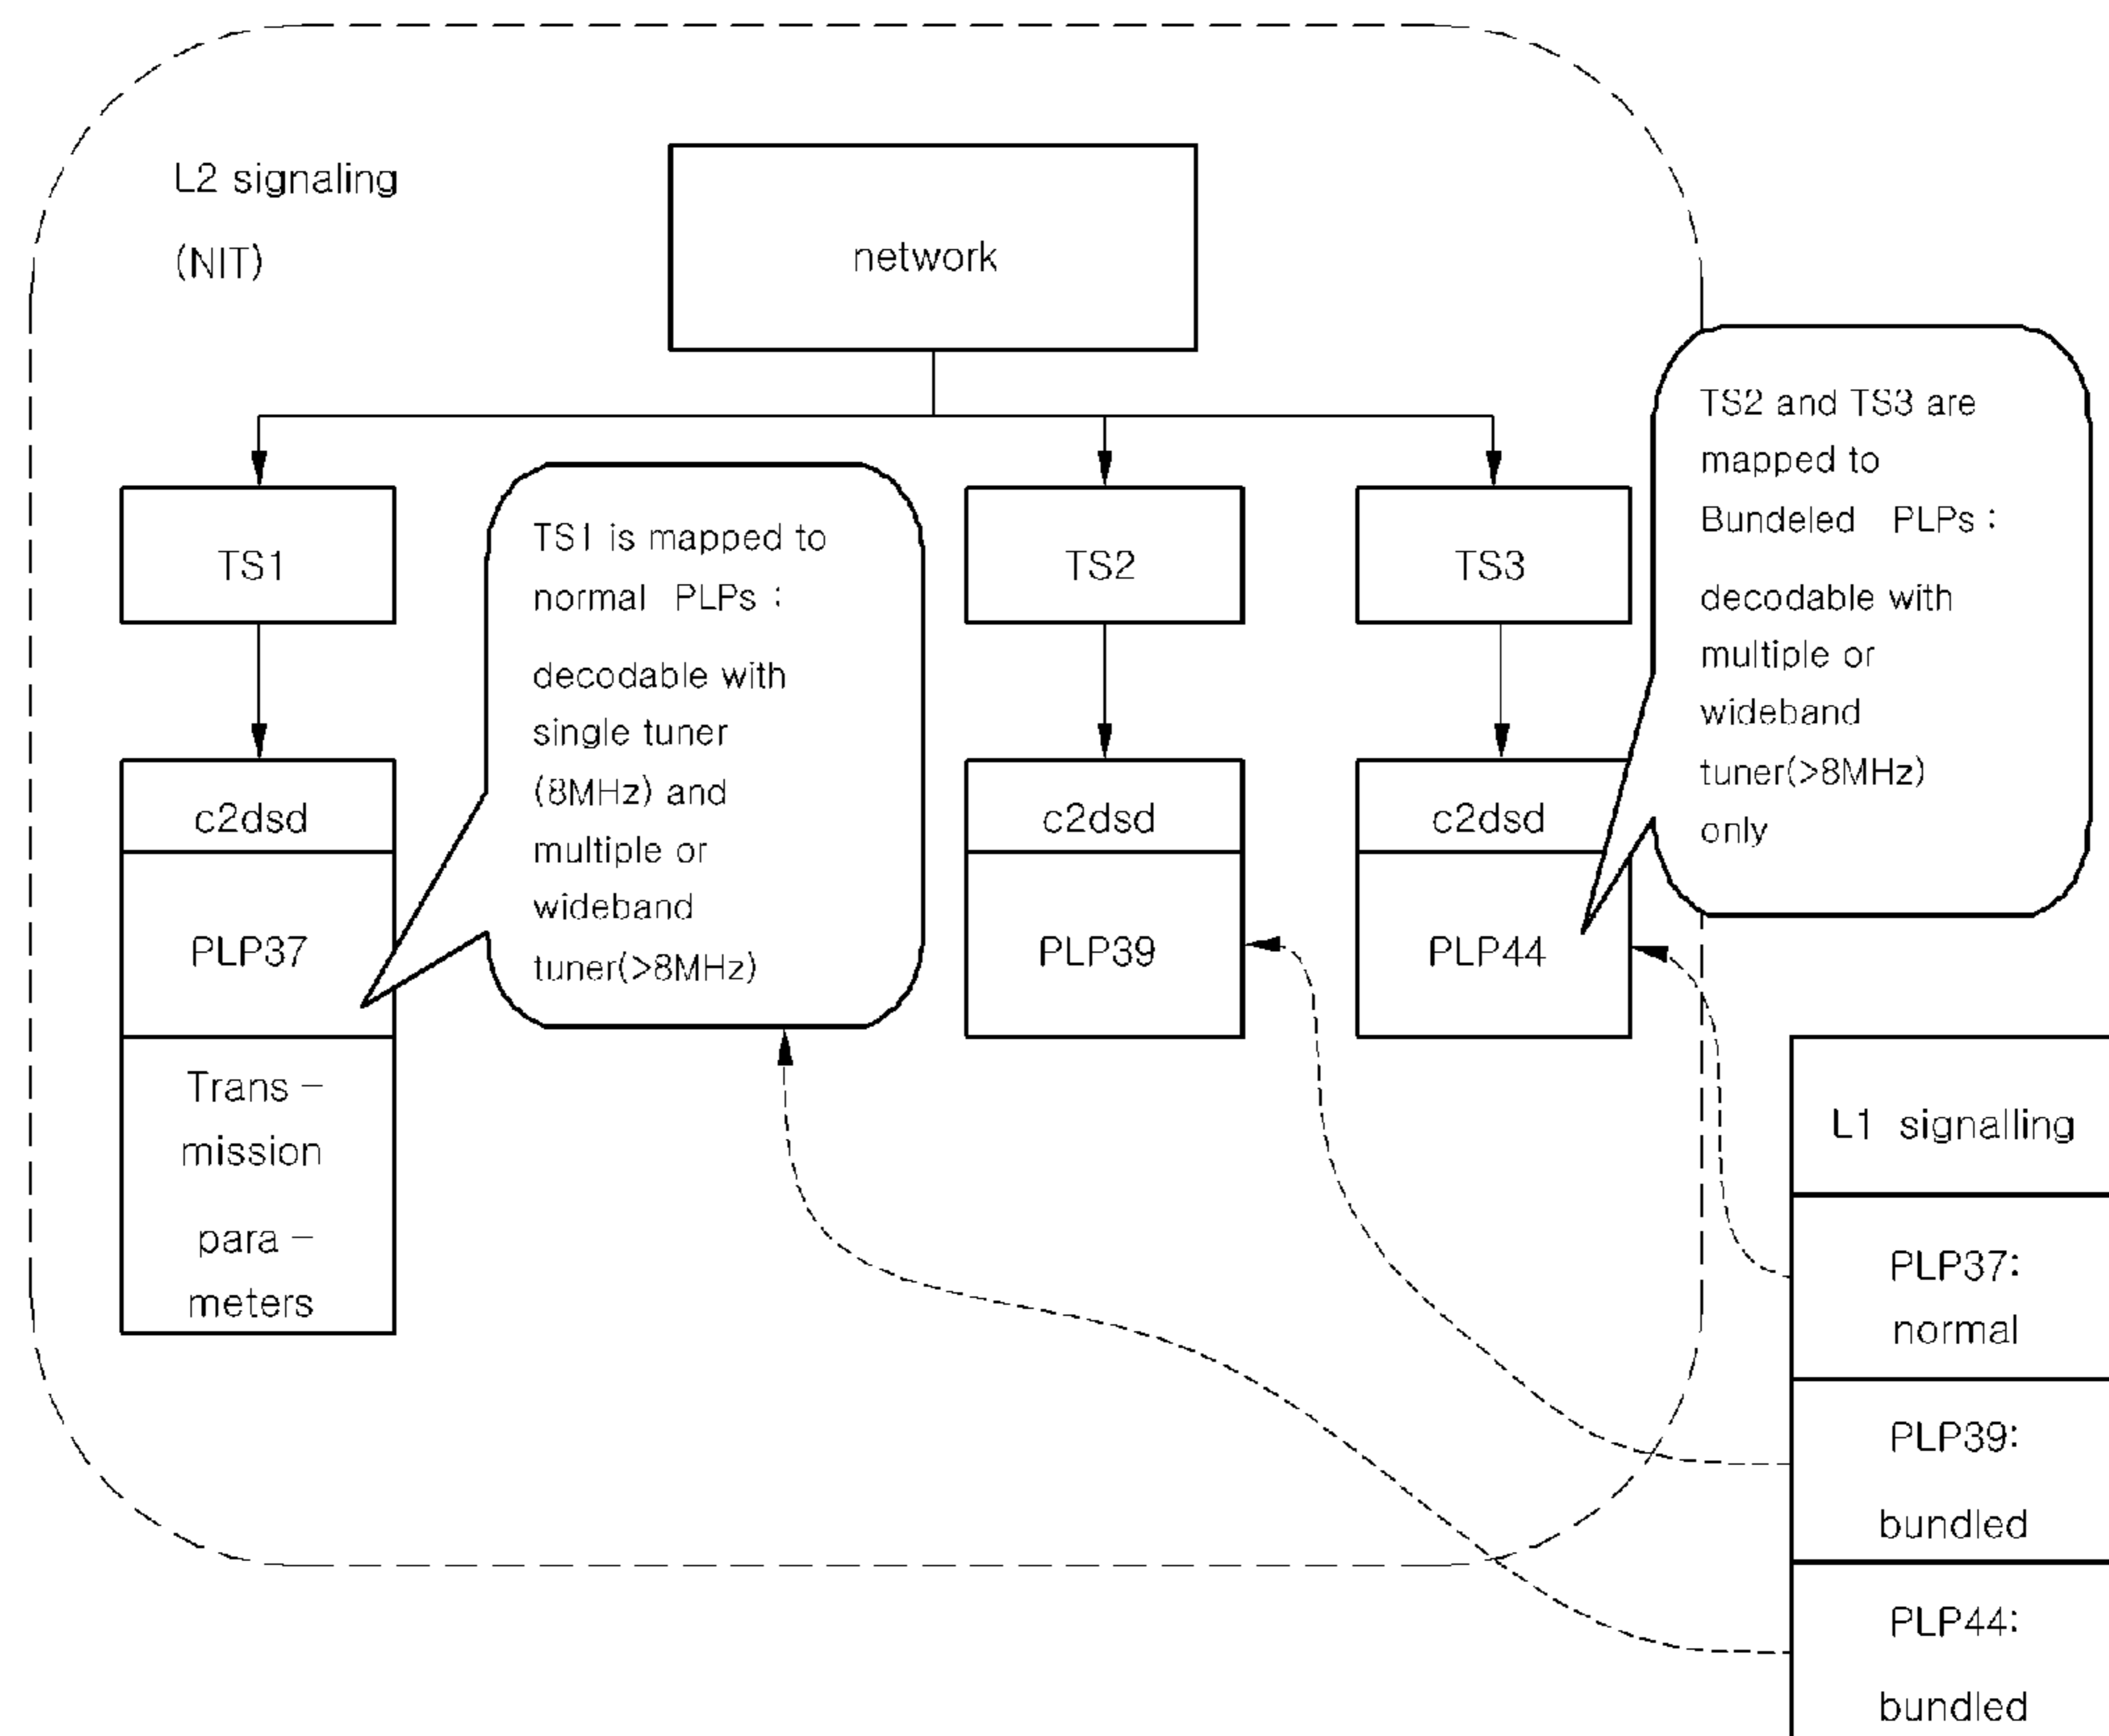 L2 signaling
(NIT)
network
TS1
TS2
TS3
TS1 is mapped to
normal PLPs :
decodable with
single tuner
(8MHz) and
multiple or
wideband
tuner(>8MHz)
TS2 and TS3 are
mapped to
Bundeled PLPs :
decodable with
multiple or
wideband
tuner(>8MHz)
only
c2dsd
PLP37
Trans –
mission
para –
meters
c2dsd
PLP39
c2dsd
PLP44
L1 signalling
PLP37:
normal
PLP39:
bundled
PLP44:
bundled